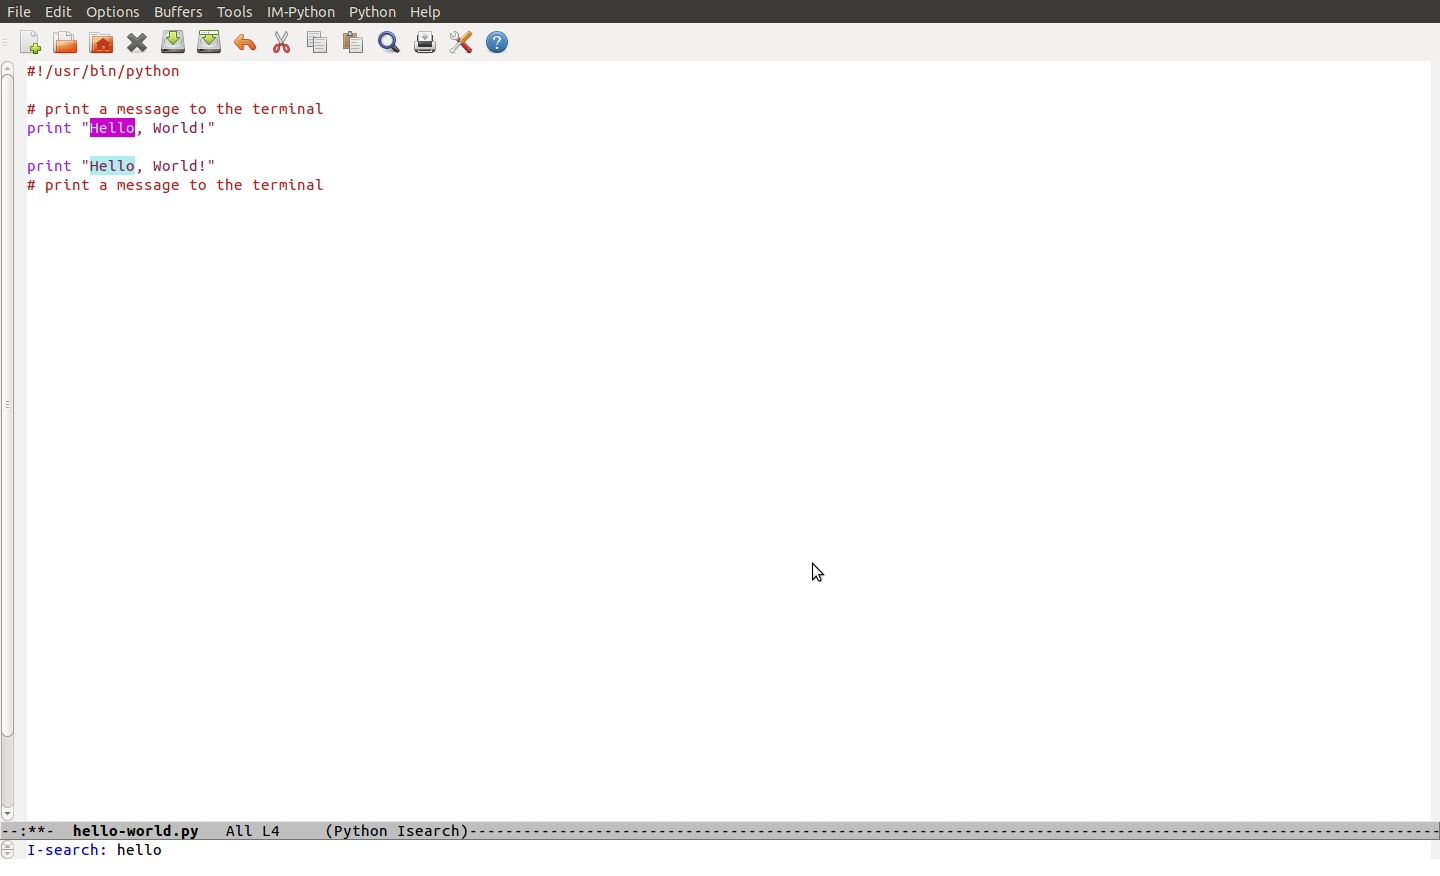 File Edit Options Buffers Tools IM-Python Python Help
#!/usr/bin/python
# print a message to the terminal
print "Hello, World!"
print "Hello, World!"
# print a message to the terminal
--:**-  hello-world.py   All L4     (Python Isearch)------------------------------------------------------------------------------------------------------------
I-search: hello